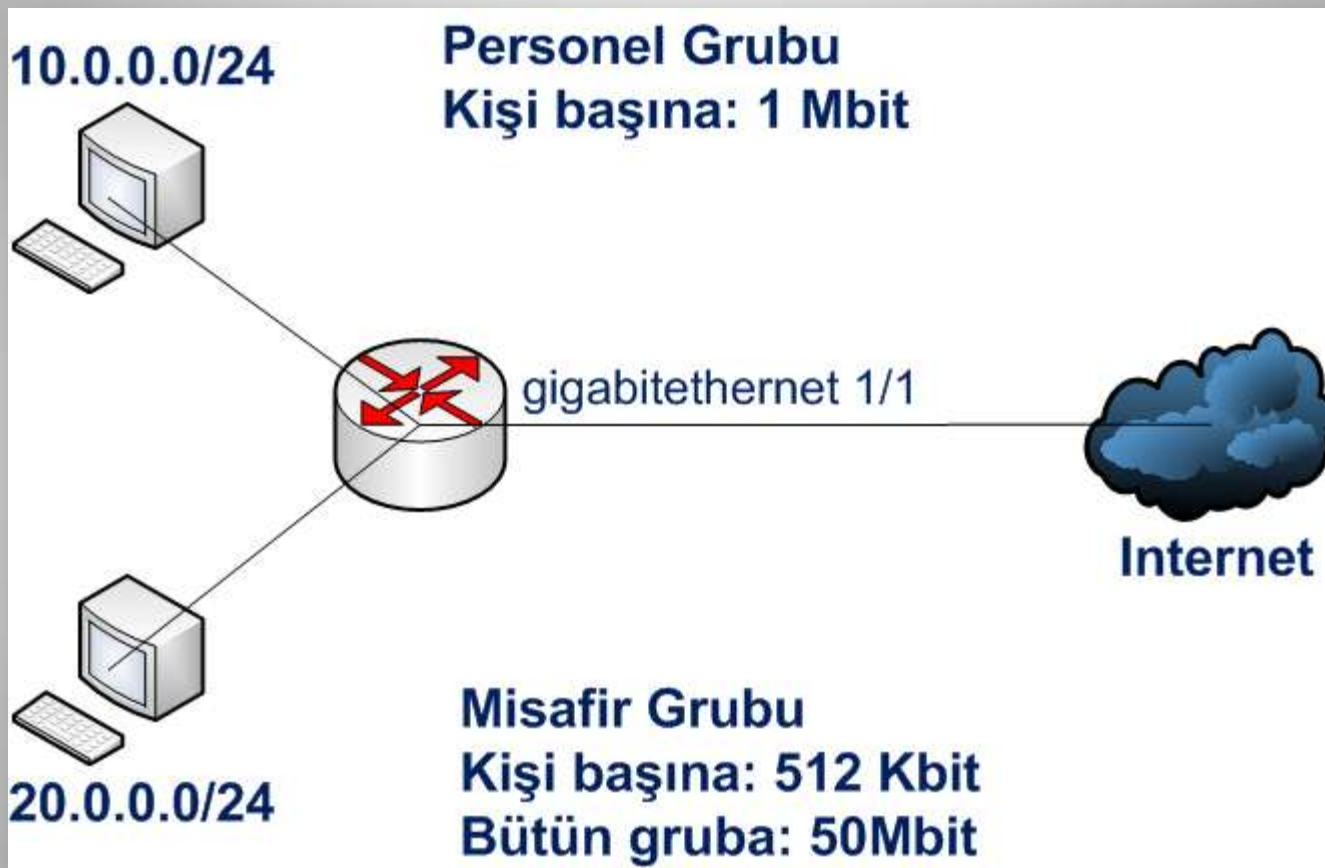 10.0.0.0/24
Personel Grubu
Kişi başına: 1 Mbit
gigabitethernet 1/1
Internet
Misafir Grubu
Kişi başına: 512 Kbit
Bütün gruba: 50Mbit
20.0.0.0/24